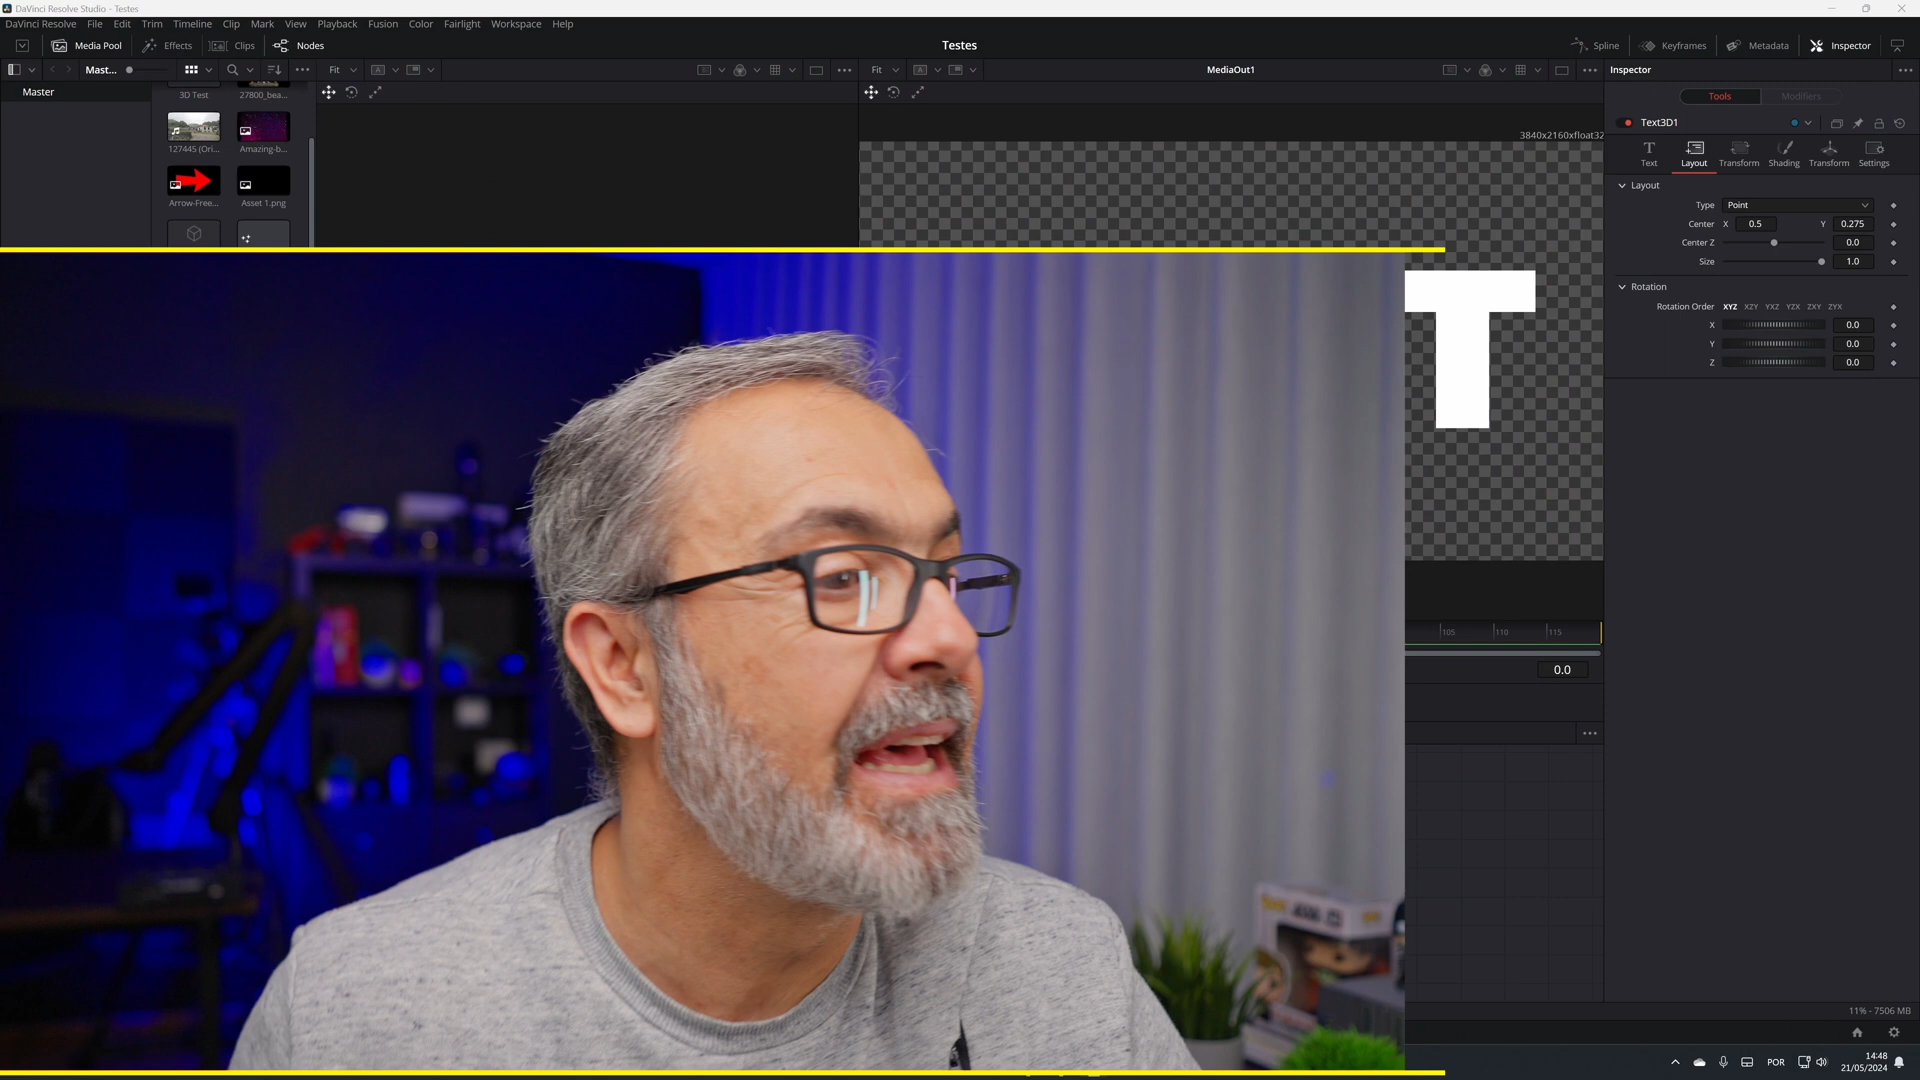 DaVinci Resolve Studio - Testes
DaVinci Resolve File Edit Trim Timeline Clip Mark View Playback Fusion Color Fairlight Workspace Help
Media Pool Effects Clips Nodes Testes Spline Keyframes Metadata Inspector
Mast... Fit Fit MediaOut1 Inspector
Master
3D Test 27800_bea...
127445 (Ori... Amazing-b...
Arrow-Free... Asset 1.png
3840x2160xfloat32
Tools Modifiers
Text3D1
Text Layout Transform Shading Transform Settings
Layout
Type Point
Center X 0.5 Y 0.275
Center Z 0.0
Size 1.0
Rotation
Rotation Order XYZ XZY YXZ YZX ZXY ZYX
X 0.0
Y 0.0
Z 0.0
T
105 110 115
0.0
11% - 7506 MB
POR
14:48
21/05/2024